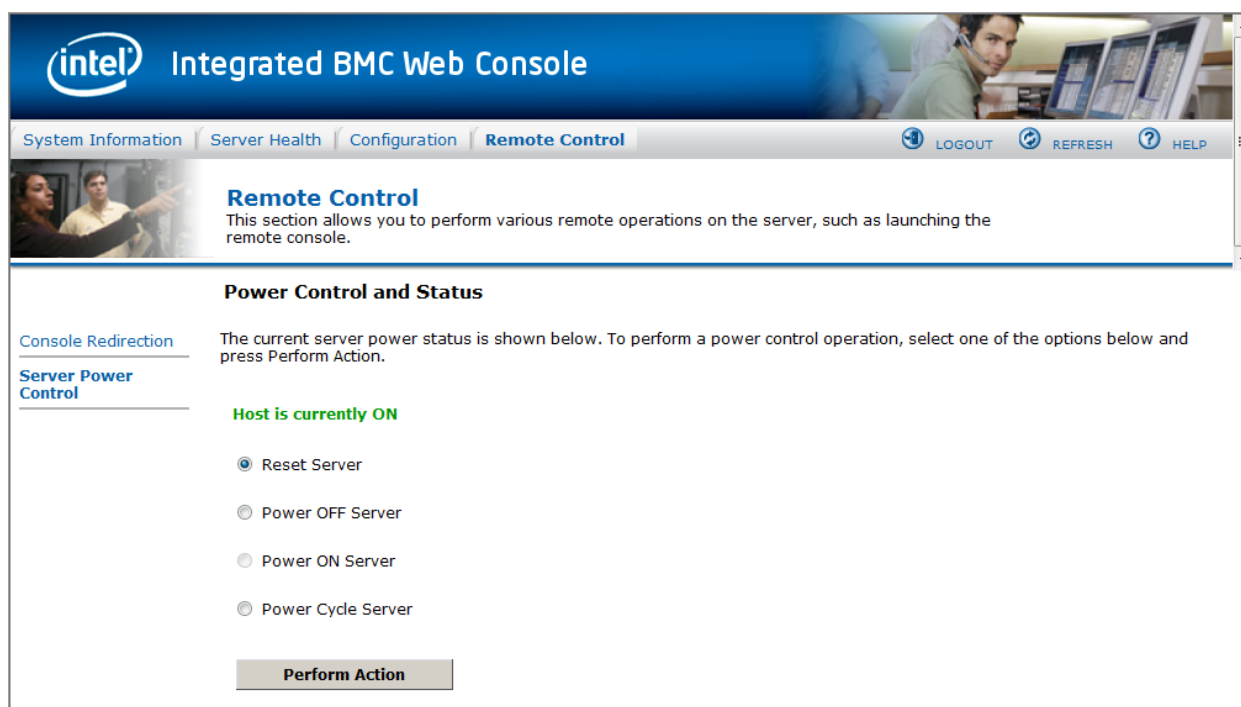 intel Integrated BMC Web Console
System Information Server Health Configuration Remote Control LOGOUT REFRESH HELP
Remote Control
This section allows you to perform various remote operations on the server, such as launching the
remote console.
Power Control and Status
Console Redirection
Server Power
Control
The current server power status is shown below. To perform a power control operation, select one of the options below and
press Perform Action.
Host is currently ON
Reset Server
Power OFF Server
Power ON Server
Power Cycle Server
Perform Action